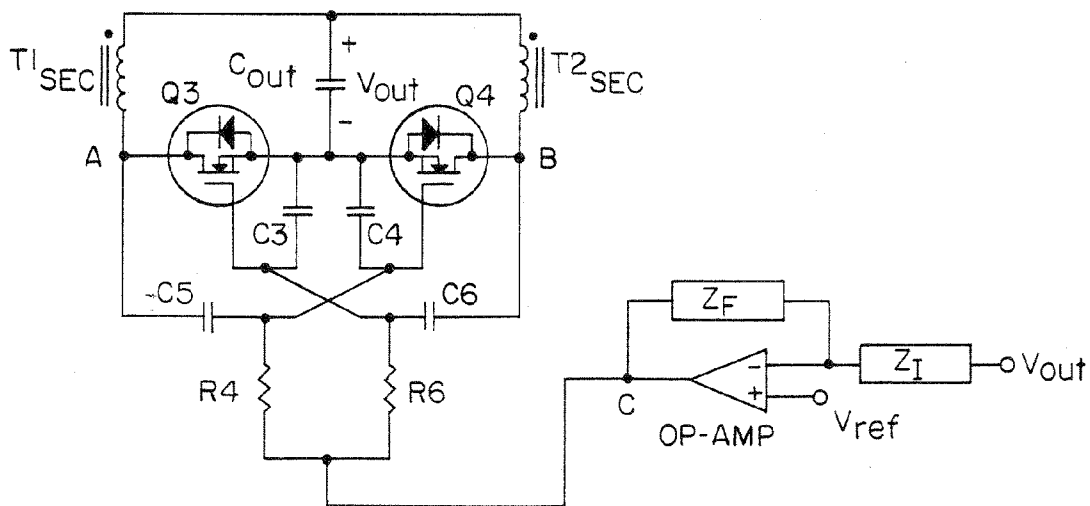 T1SEC
Cout
+
Vout
-
T2SEC
Q3
Q4
A
B
C3
C4
C5
C6
R4
R6
ZF
ZI
-
+
Vout
Vref
C
OP-AMP